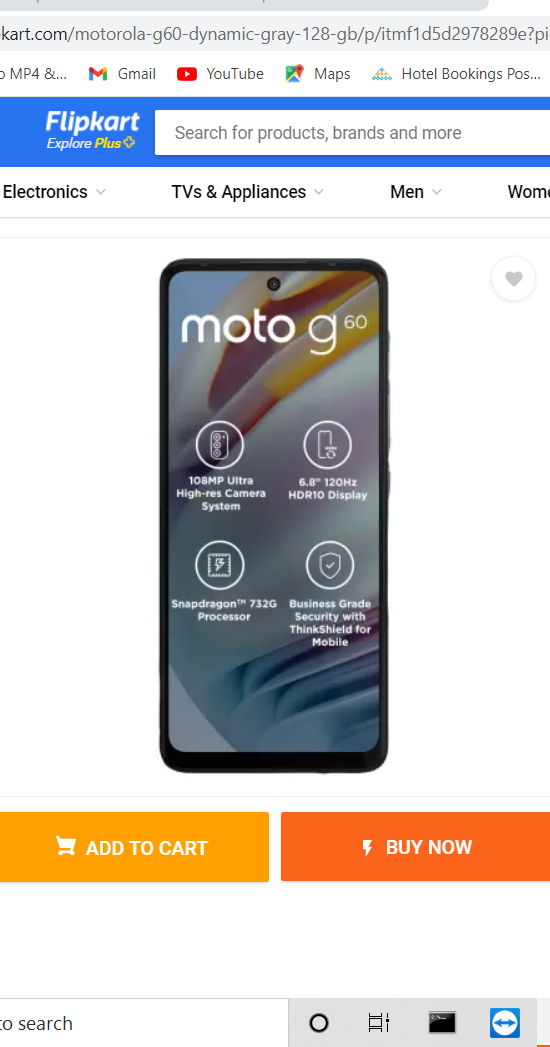 kart.com/motorola-g60-dynamic-gray-128-gb/p/itmf1d5d2978289e?pi
o MP4 &... Gmail YouTube Maps Hotel Bookings Pos...
Flipkart
Explore Plus
Search for products, brands and more
Electronics TVs & Appliances Men Wome
moto g 60
108MP Ultra
High-res Camera
System
6.8" 120Hz
HDR10 Display
Snapdragon™ 732G
Processor
Business Grade
Security with
ThinkShield for
Mobile
ADD TO CART BUY NOW
to search